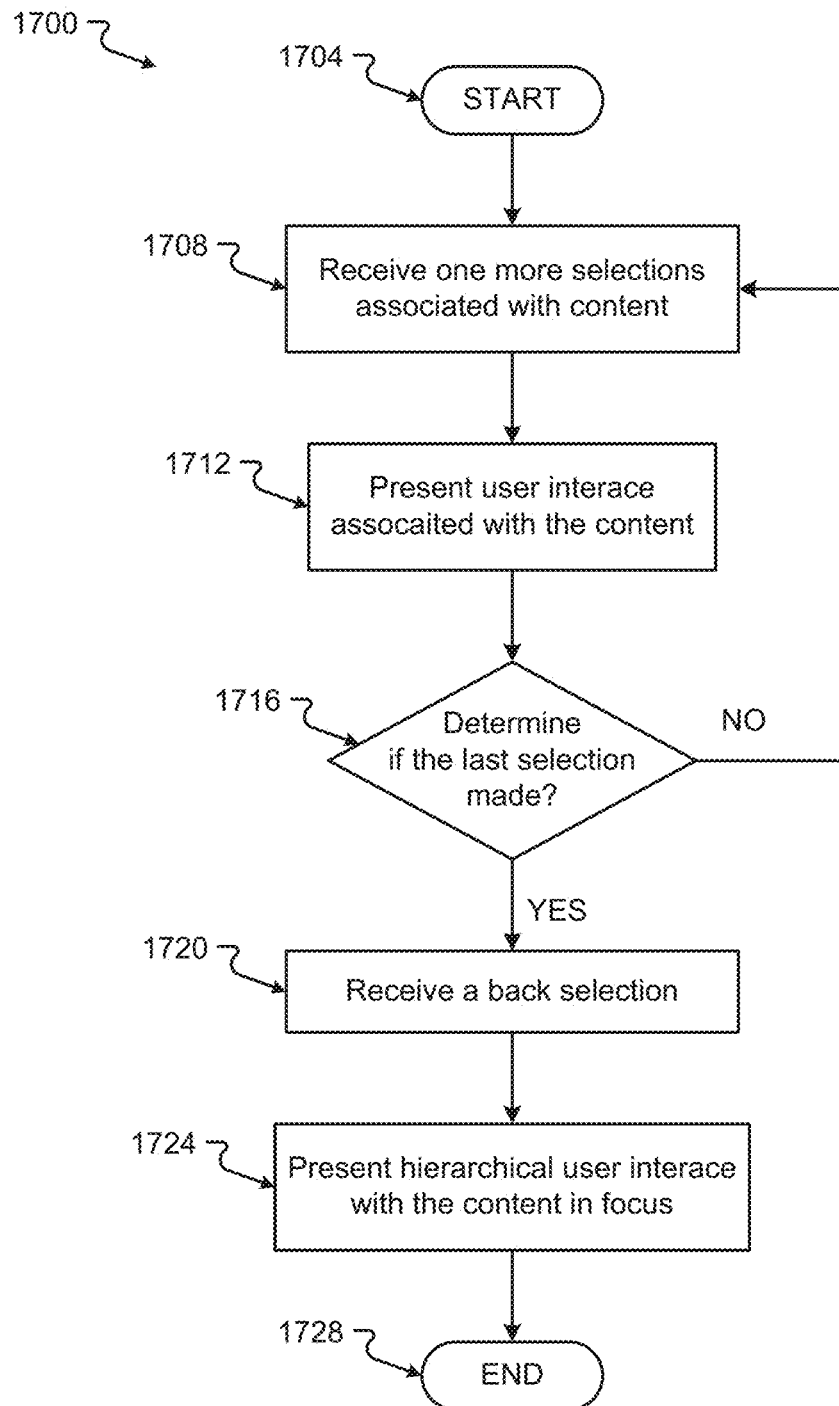 1700
1704
START
1708
Receive one more selections
associated with content
1712
Present user interace
assocaited with the content
1716
Determine
if the last selection
made?
NO
YES
1720
Receive a back selection
1724
Present hierarchical user interace
with the content in focus
1728
END